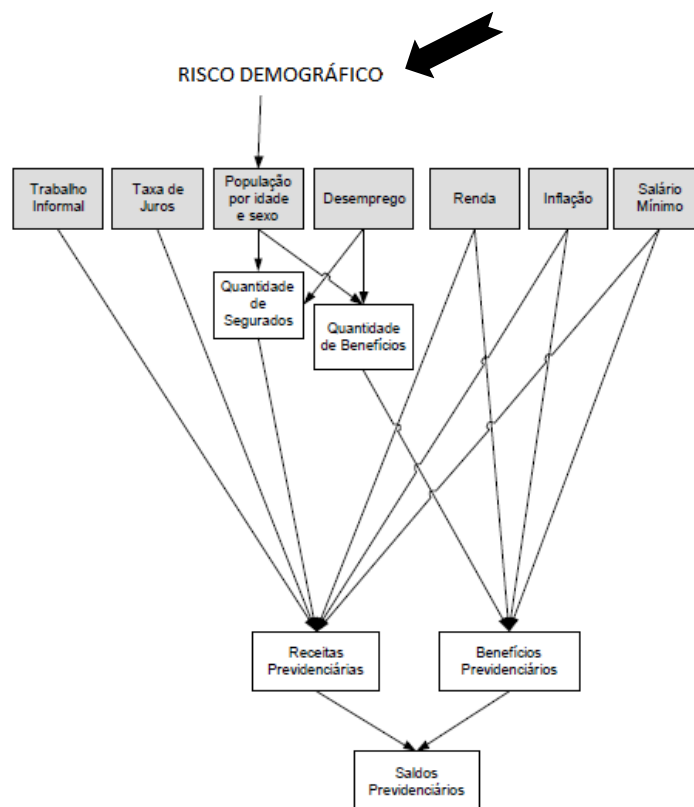 RISCO DEMOGRÁFICO
Trabalho
Informal
Taxa de
Juros
População
por idade
e sexo
Desemprego
Renda
Inflação
Salário
Mínimo
Quantidade
de
Segurados
Quantidade
de Benefícios
Receitas
Previdenciárias
Benefícios
Previdenciários
Saldos
Previdenciários